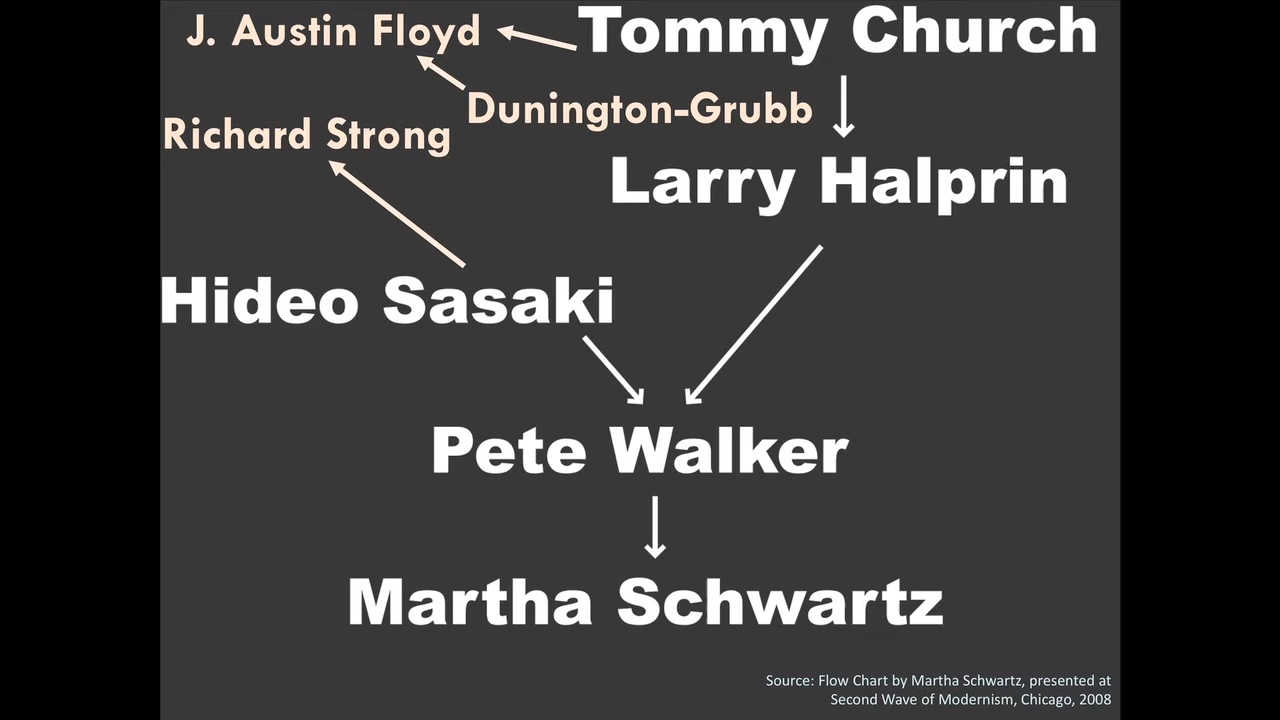 J. Austin Floyd
Tommy Church
Dunington-Grubb
Richard Strong
Larry Halprin
Hideo Sasaki
Pete Walker
Martha Schwartz
Source: Flow Chart by Martha Schwartz, presented at
Second Wave of Modernism, Chicago, 2008